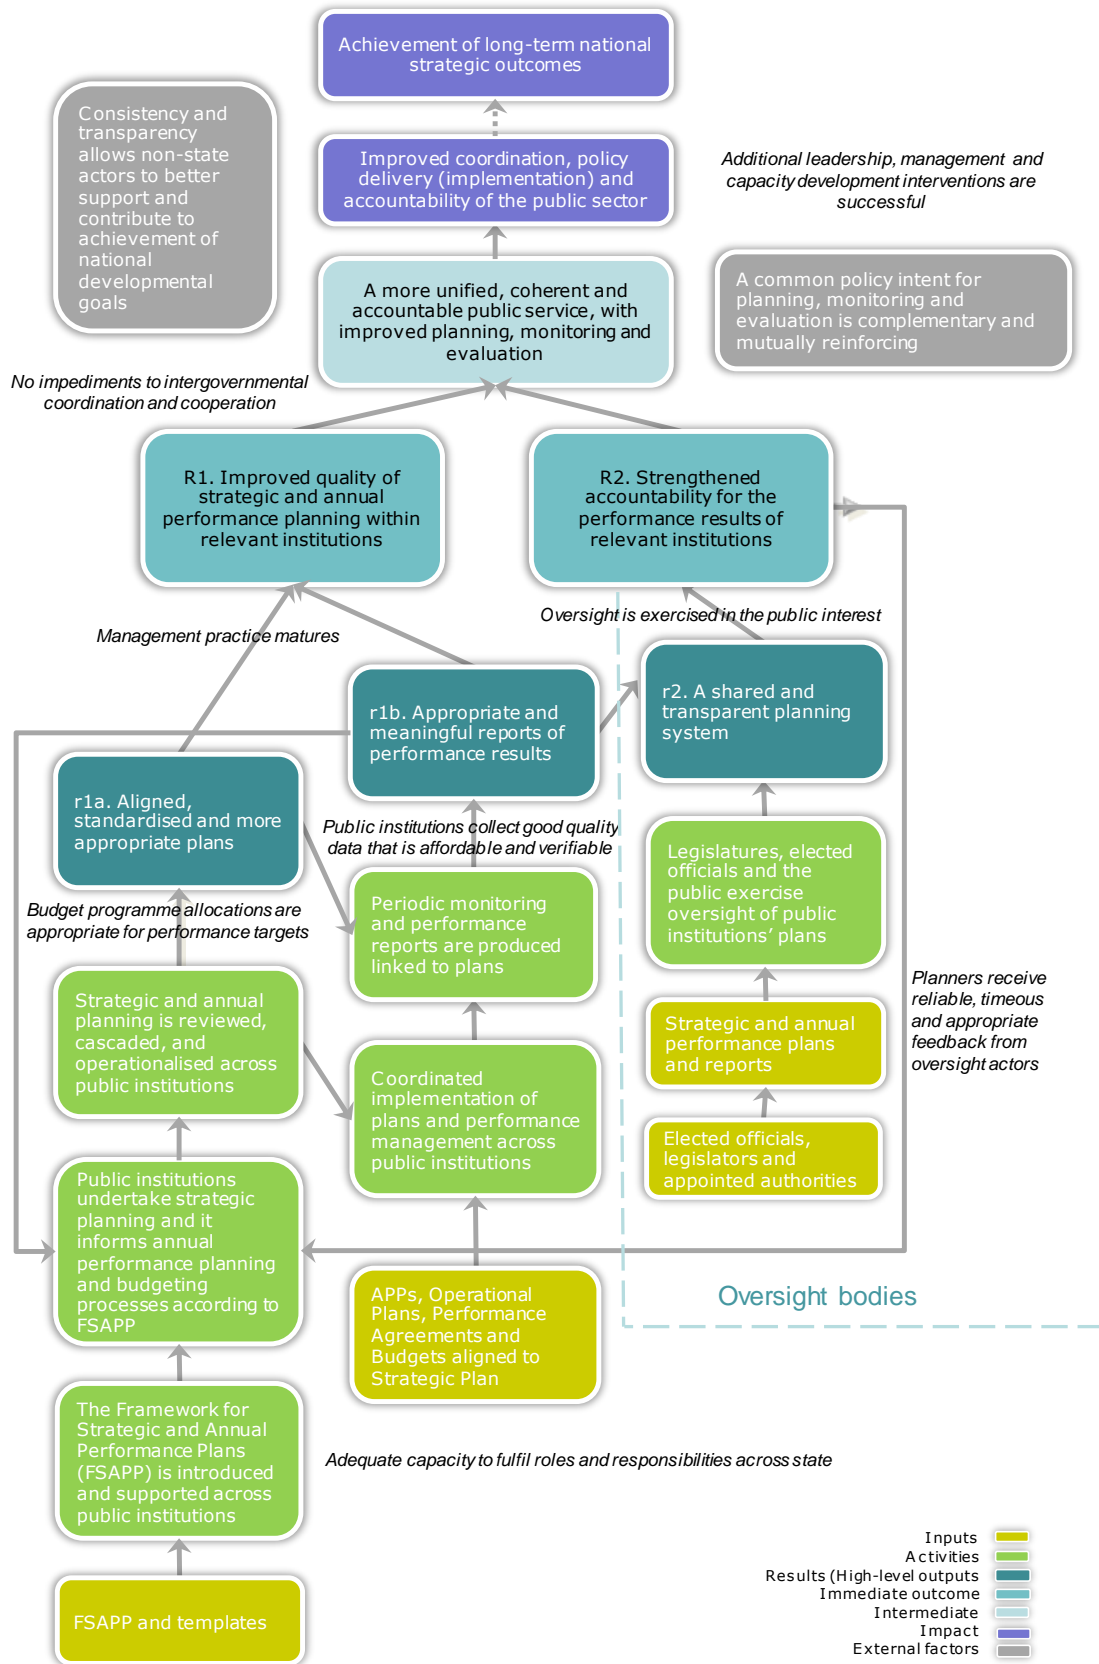 Achievement of long-term national
strategic outcomes
Consistency and
transparency
allows non-state
actors to better
support and
contribute to
achievement of
national
developmental
goals
Improved coordination, policy
delivery (implementation) and
accountability of the public sector
Additional leadership, management and
capacity development interventions are
successful
A more unified, coherent and
accountable public service, with
improved planning, monitoring and
evaluation
A common policy intent for
planning, monitoring and
evaluation is complementary and
mutually reinforcing
No impediments to intergovernmental
coordination and cooperation
R1. Improved quality of
strategic and annual
performance planning within
relevant institutions
R2. Strengthened
accountability for the
performance results of
relevant institutions
Management practice matures
Oversight is exercised in the public interest
r1b. Appropriate and
meaningful reports of
performance results
r2. A shared and
transparent planning
system
r1a. Aligned,
standardised and more
appropriate plans
Public institutions collect good quality
data that is affordable and verifiable
Legislatures, elected
officials and the
public exercise
oversight of public
institutions' plans
Budget programme allocations are
appropriate for performance targets
Periodic monitoring
and performance
reports are produced
linked to plans
Strategic and annual
planning is reviewed,
cascaded, and
operationalised across
public institutions
Strategic and annual
performance plans
and reports
Planners receive
reliable, timeous
and appropriate
feedback from
oversight actors
Coordinated
implementation of
plans and performance
management across
public institutions
Elected officials,
legislators and
appointed authorities
Public institutions
undertake strategic
planning and it
informs annual
performance planning
and budgeting
processes according to
FSAPP
APPs, Operational
Plans, Performance
Agreements and
Budgets aligned to
Strategic Plan
Oversight bodies
The Framework for
Strategic and Annual
Performance Plans
(FSAPP) is introduced
and supported across
public institutions
Adequate capacity to fulfil roles and responsibilities across state
FSAPP and templates
Inputs
Activities
Results (High-level outputs
Immediate outcome
Intermediate
Impact
External factors